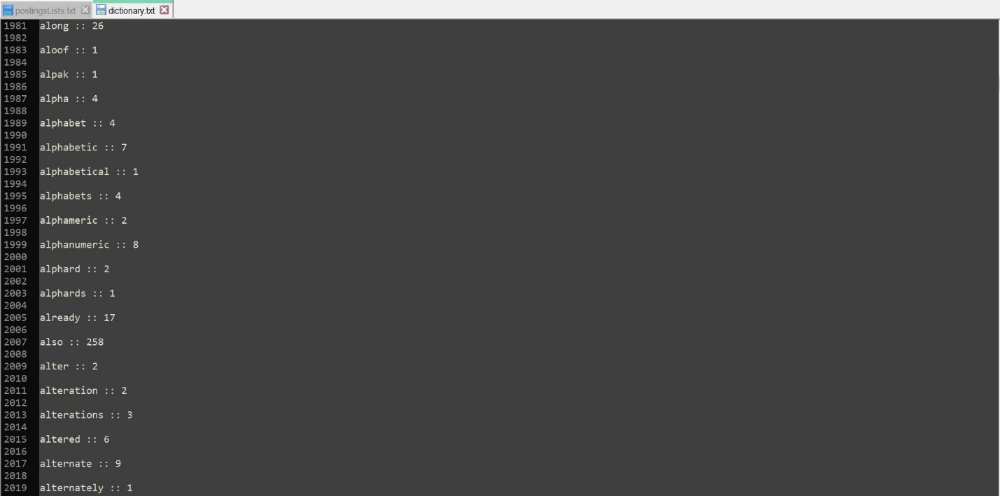 postingsLists.txt dictionary.txt
1981 along :: 26
1982
1983 aloof :: 1
1984
1985 alpak :: 1
1986
1987 alpha :: 4
1988
1989 alphabet :: 4
1990
1991 alphabetic :: 7
1992
1993 alphabetical :: 1
1994
1995 alphabets :: 4
1996
1997 alphameric :: 2
1998
1999 alphanumeric :: 8
2000
2001 alphard :: 2
2002
2003 alphards :: 1
2004
2005 already :: 17
2006
2007 also :: 258
2008
2009 alter :: 2
2010
2011 alteration :: 2
2012
2013 alterations :: 3
2014
2015 altered :: 6
2016
2017 alternate :: 9
2018
2019 alternately :: 1